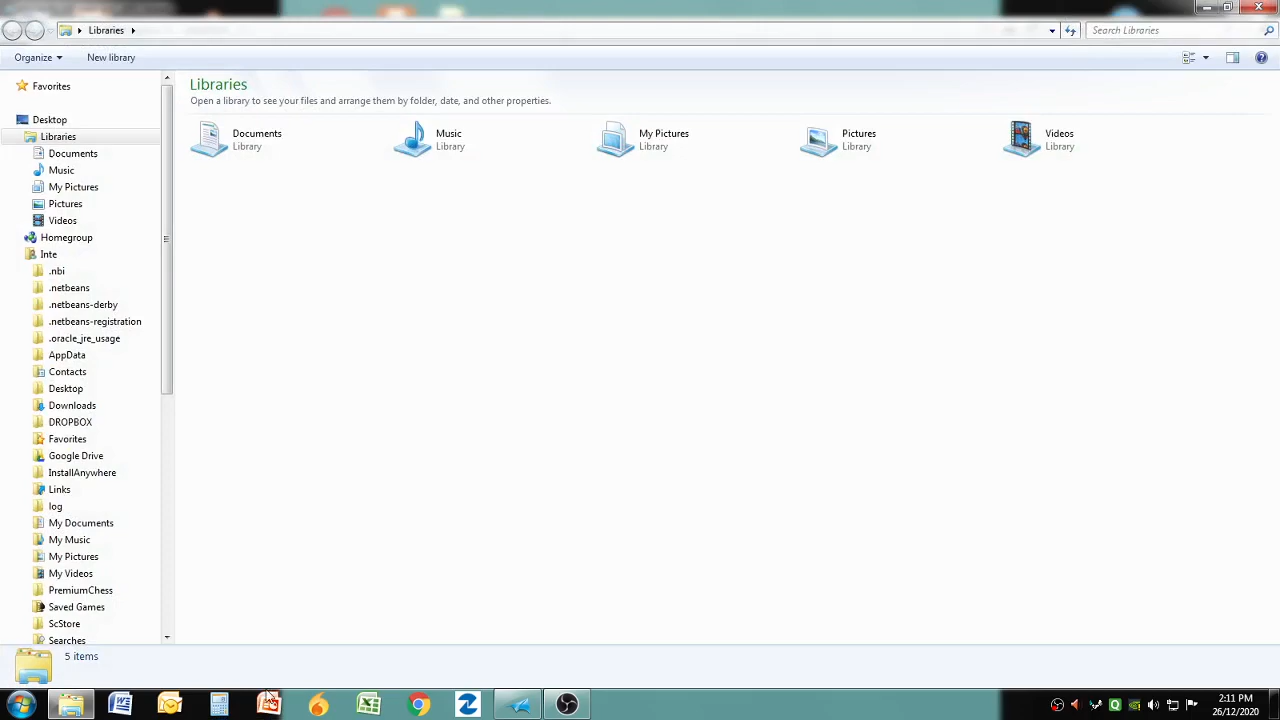 Libraries
Search Libraries
Organize
New library
Favorites
Desktop
Libraries
Documents
Music
My Pictures
Pictures
Videos
Homegroup
Inte
.nbi
.netbeans
.netbeans-derby
.netbeans-registration
.oracle_jre_usage
AppData
Contacts
Desktop
Downloads
DROPBOX
Favorites
Google Drive
InstallAnywhere
Links
log
My Documents
My Music
My Pictures
My Videos
PremiumChess
Saved Games
ScStore
Searches
Libraries
Open a library to see your files and arrange them by folder, date, and other properties.
Documents
Library
Music
Library
My Pictures
Library
Pictures
Library
Videos
Library
5 items
2:11 PM
26/12/2020